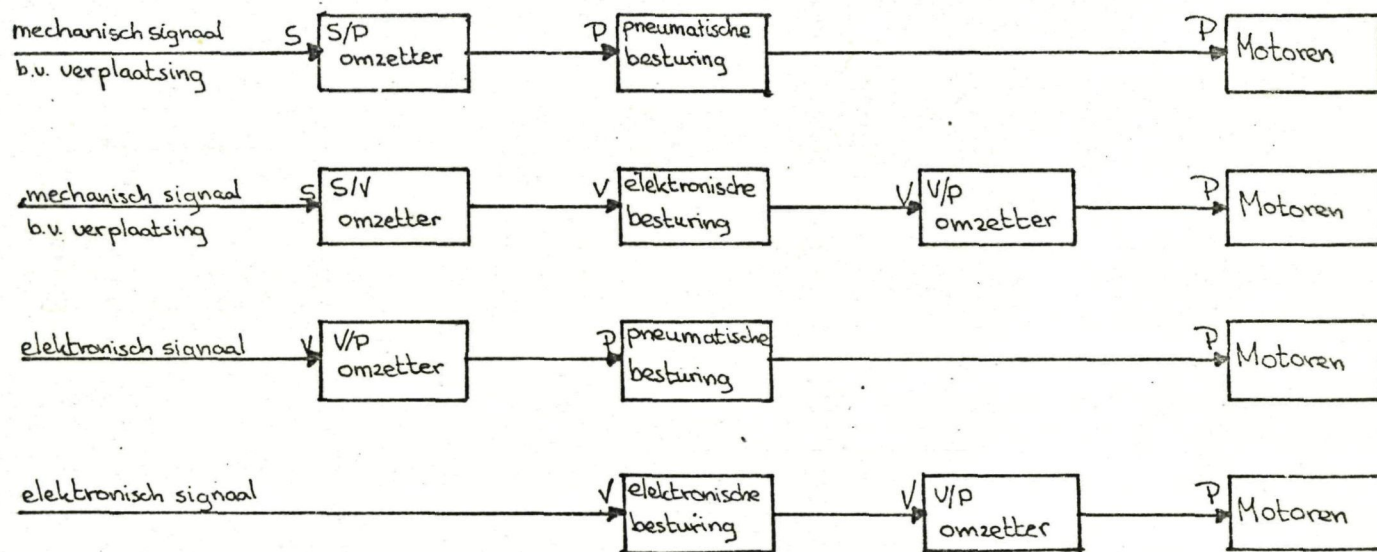 mechanisch signaal
b.v. verplaatsing
S
S/P
omzetter
P
pneumatische
besturing
P
Motoren
mechanisch signaal
b.v. verplaatsing
S
S/V
omzetter
V
elektronische
besturing
V
V/P
omzetter
P
Motoren
elektronisch signaal
V
V/P
omzetter
P
pneumatische
besturing
P
Motoren
elektronisch signaal
V
elektronische
besturing
V
V/P
omzetter
P
Motoren